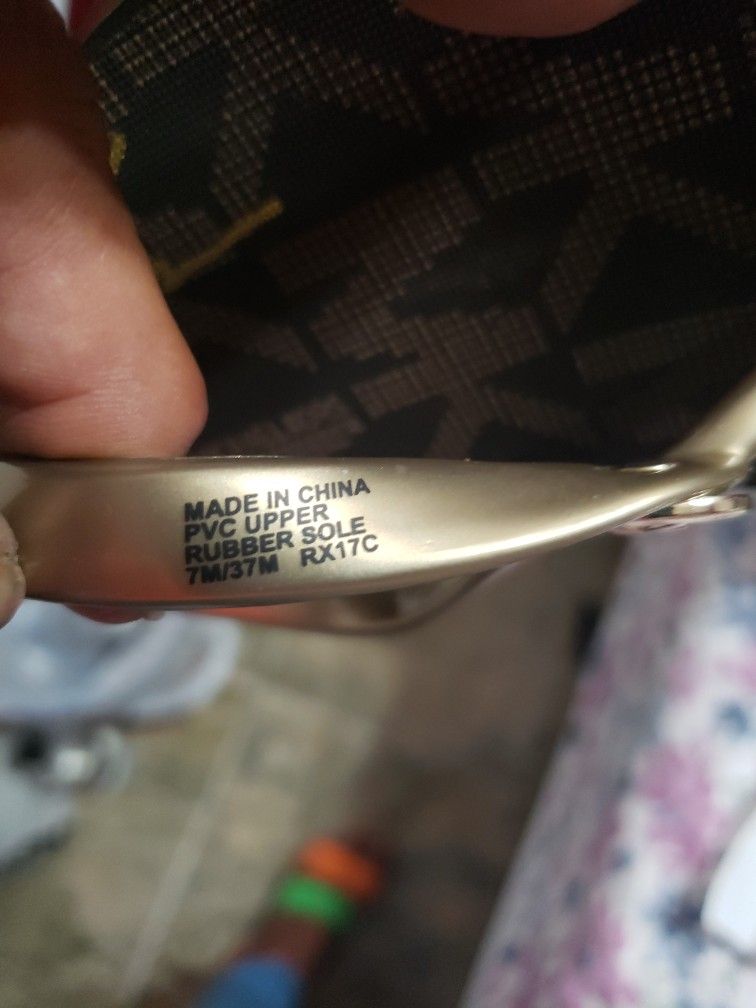 MADE IN CHINA
PVC UPPER
RUBBER SOLE
7M/37M RX17C